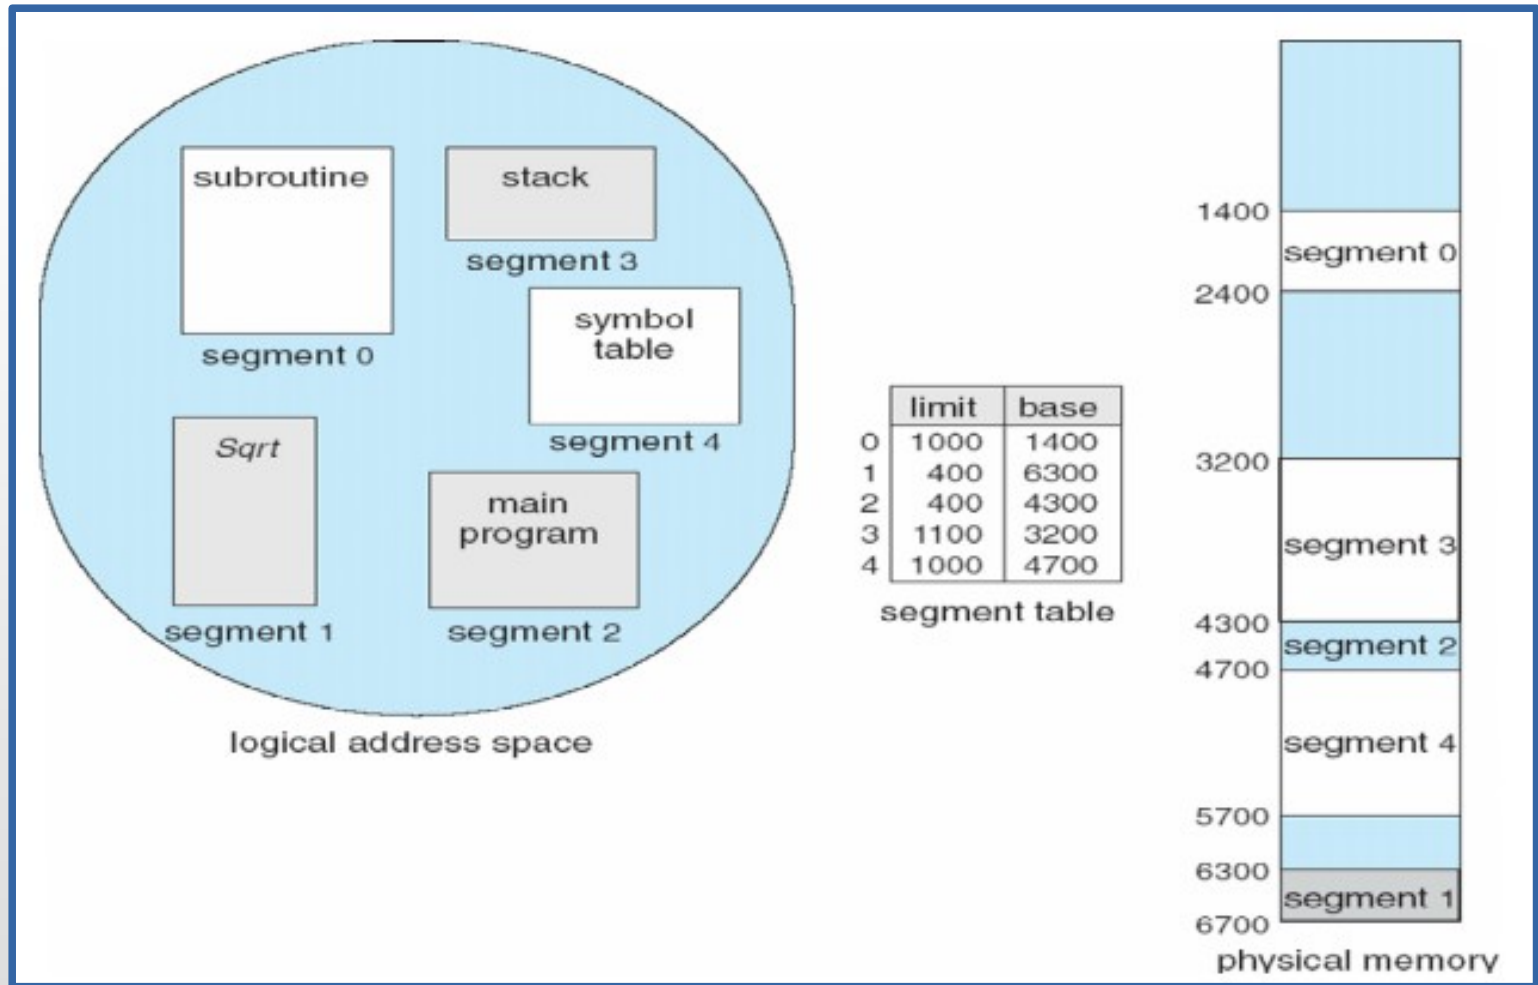 subroutine
segment 0
stack
segment 3
symbol
table
segment 4
Sqrt
segment 1
main
program
segment 2
logical address space
limit base
0 1000 1400
1 400 6300
2 400 4300
3 1100 3200
4 1000 4700
segment table
1400
segment 0
2400
3200
segment 3
4300
segment 2
4700
segment 4
5700
6300
segment 1
6700
physical memory